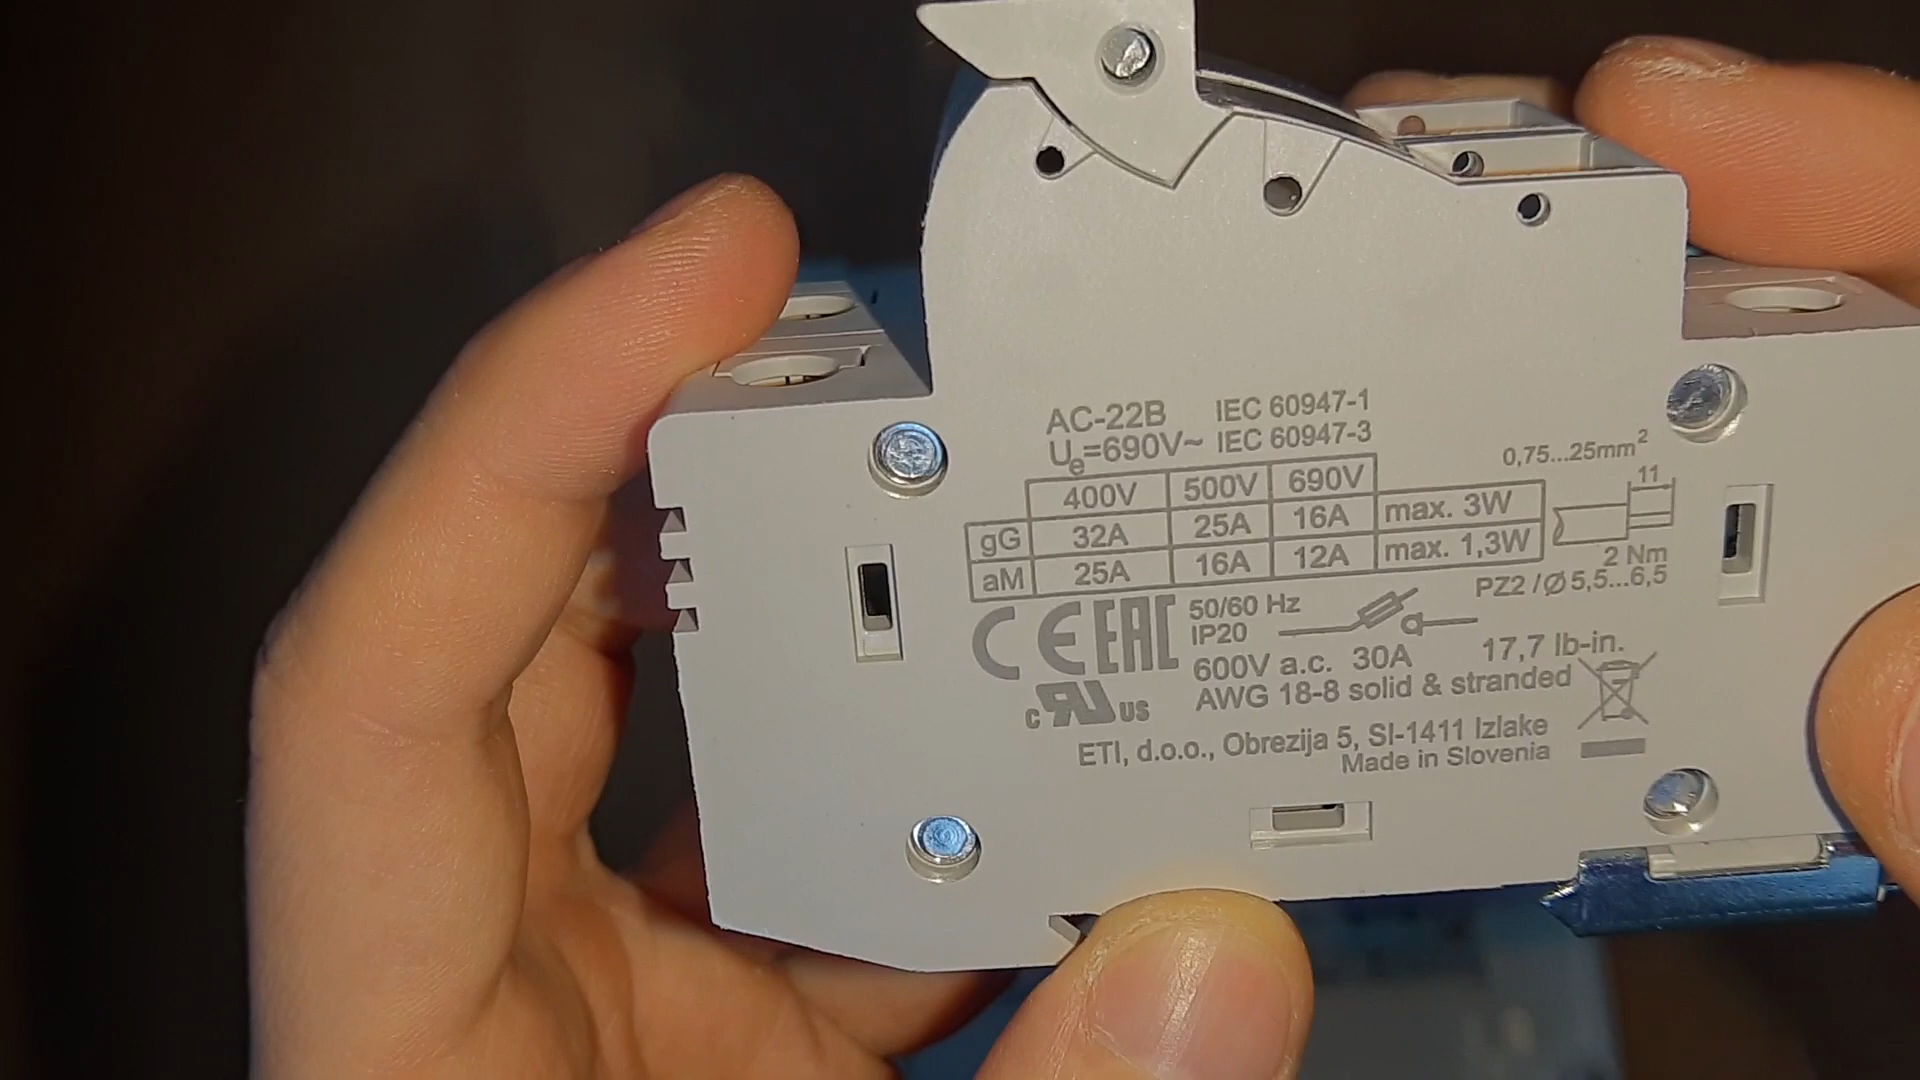 AC-22B IEC 60947-1
Ue=690V~ IEC 60947-3
0,75...25mm²
11
400V 500V 690V
gG 32A 25A 16A max. 3W
aM 25A 16A 12A max. 1,3W
2 Nm
PZ2 /Ø5,5...6,5
CE EAC 50/60 Hz
IP20
600V a.c. 30A 17,7 lb-in.
c RU US AWG 18-8 solid & stranded
ETI, d.o.o., Obrezija 5, SI-1411 Izlake
Made in Slovenia